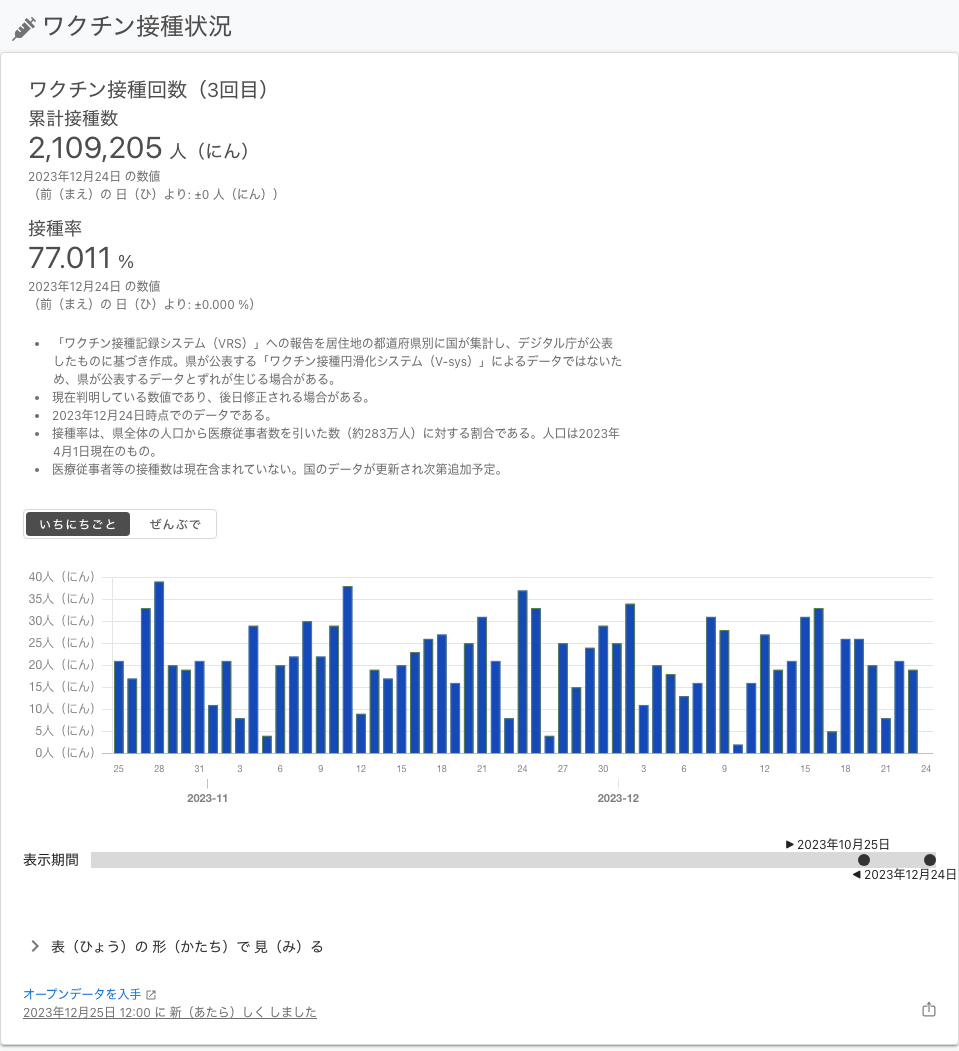 ワクチン接種状況
ワクチン接種回数（3回目）
累計接種数
2,109,205 人（にん）
2023年12月24日 の数値
（前（まえ）の 日（ひ）より: ±0 人（にん））
接種率
77.011 %
2023年12月24日 の数値
（前（まえ）の 日（ひ）より: ±0.000 %）
• 「ワクチン接種記録システム（VRS）」への報告を居住地の都道府県別に国が集計し、デジタル庁が公表
したものに基づき作成。県が公表する「ワクチン接種円滑化システム（V-sys）」によるデータではないた
め、県が公表するデータとずれが生じる場合がある。
• 現在判明している数値であり、後日修正される場合がある。
• 2023年12月24日時点でのデータである。
• 接種率は、県全体の人口から医療従事者数を引いた数（約283万人）に対する割合である。人口は2023年
4月1日現在のもの。
• 医療従事者等の接種数は現在含まれていない。国のデータが更新され次第追加予定。
いちにちごと ぜんぶで
40人（にん）
35人（にん）
30人（にん）
25人（にん）
20人（にん）
15人（にん）
10人（にん）
5人（にん）
0人（にん）
25 28 31 3 6 9 12 15 18 21 24 27 30 3 6 9 12 15 18 21 24
2023-11 2023-12
▶ 2023年10月25日
表示期間
◀ 2023年12月24日
表（ひょう）の 形（かたち）で 見（み）る
オープンデータを入手
2023年12月25日 12:00 に 新（あたら）しく しました